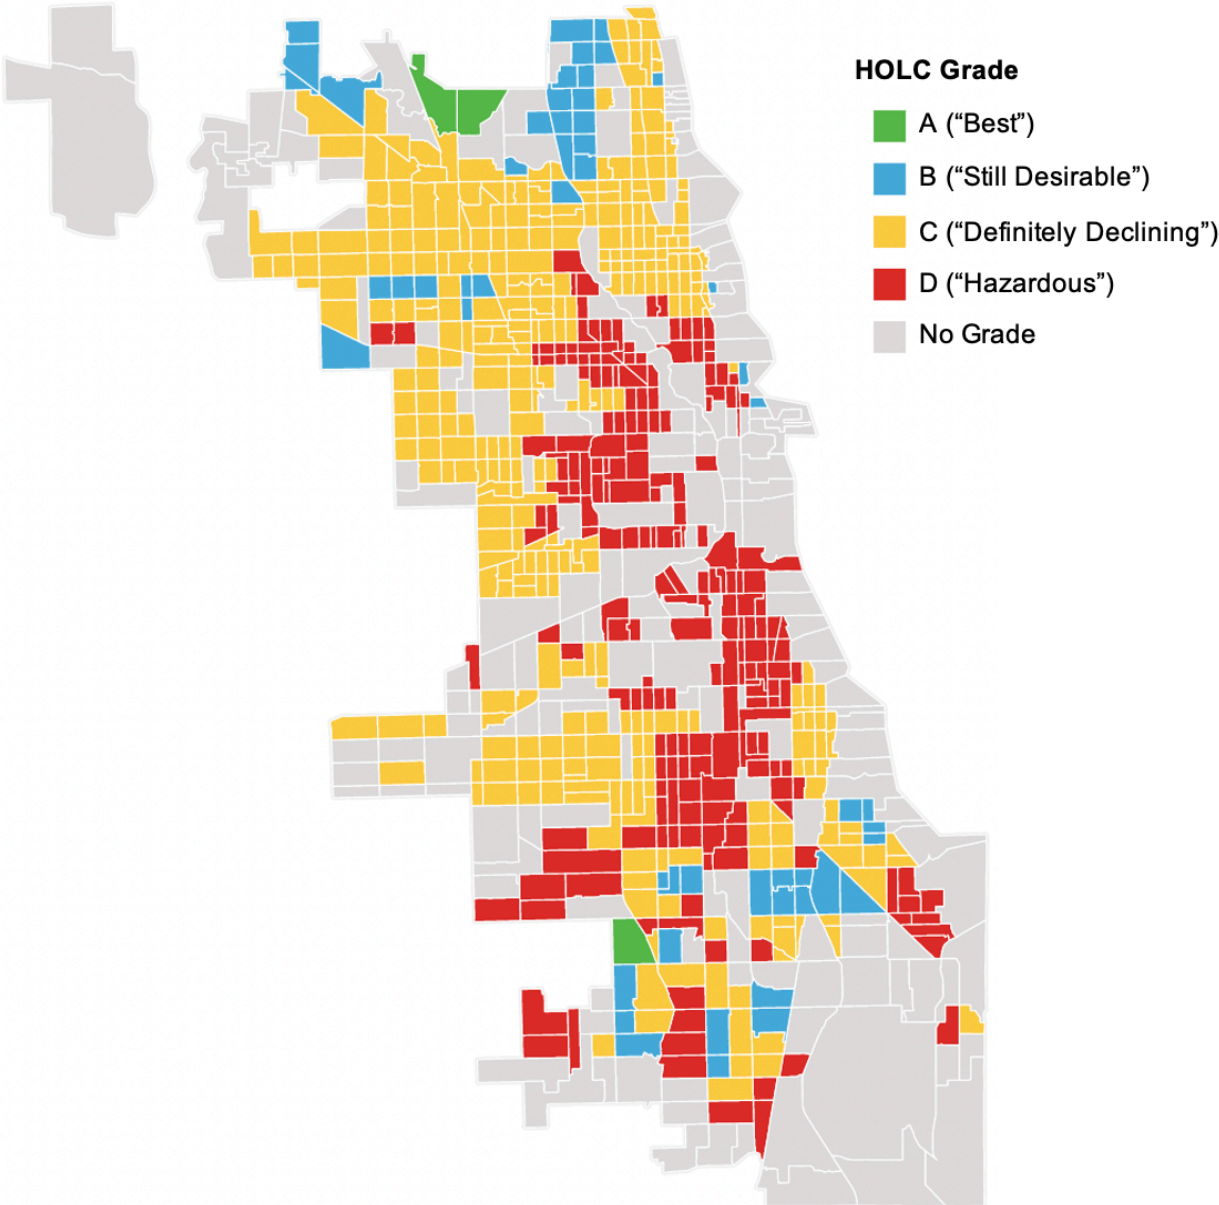 HOLC Grade
A (“Best”)
B (“Still Desirable”)
C (“Definitely Declining”)
D (“Hazardous”)
No Grade